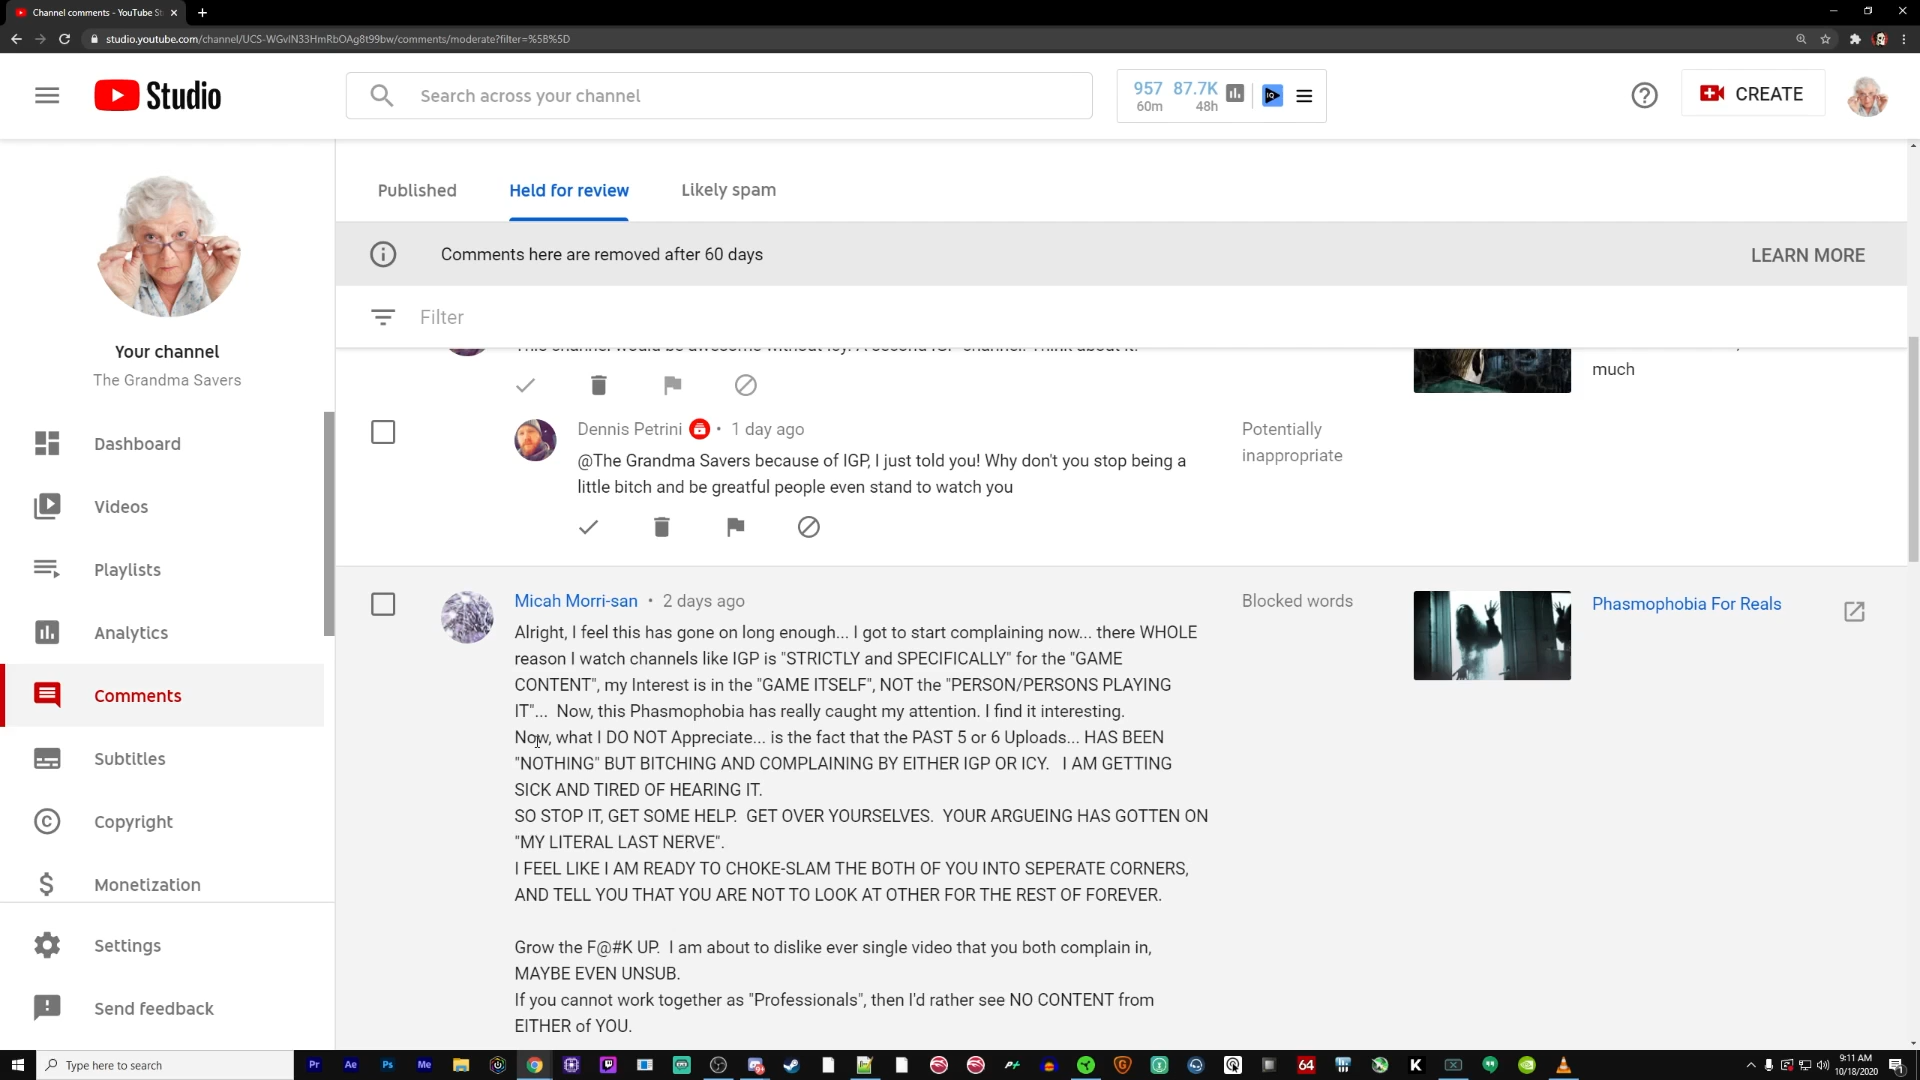 Channel comments - YouTube St
studio.youtube.com/channel/UCS-WGvlN33HmRbOAg8t99bw/comments/moderate?filter=%5B%5D
Studio
Search across your channel
957 87.7K
60m 48h
CREATE
Published
Held for review
Likely spam
Comments here are removed after 60 days
LEARN MORE
Filter
Your channel
The Grandma Savers
Dashboard
Videos
Playlists
Analytics
Comments
Subtitles
Copyright
Monetization
Settings
Send feedback
much
Dennis Petrini • 1 day ago
@The Grandma Savers because of IGP, I just told you! Why don't you stop being a
little bitch and be greatful people even stand to watch you
Potentially
inappropriate
Micah Morri-san • 2 days ago
Alright, I feel this has gone on long enough... I got to start complaining now... there WHOLE
reason I watch channels like IGP is "STRICTLY and SPECIFICALLY" for the "GAME
CONTENT", my Interest is in the "GAME ITSELF", NOT the "PERSON/PERSONS PLAYING
IT"... Now, this Phasmophobia has really caught my attention. I find it interesting.
Now, what I DO NOT Appreciate... is the fact that the PAST 5 or 6 Uploads... HAS BEEN
"NOTHING" BUT BITCHING AND COMPLAINING BY EITHER IGP OR ICY. I AM GETTING
SICK AND TIRED OF HEARING IT.
SO STOP IT, GET SOME HELP. GET OVER YOURSELVES. YOUR ARGUEING HAS GOTTEN ON
"MY LITERAL LAST NERVE".
I FEEL LIKE I AM READY TO CHOKE-SLAM THE BOTH OF YOU INTO SEPERATE CORNERS,
AND TELL YOU THAT YOU ARE NOT TO LOOK AT OTHER FOR THE REST OF FOREVER.
Grow the F@#K UP. I am about to dislike ever single video that you both complain in,
MAYBE EVEN UNSUB.
If you cannot work together as "Professionals", then I'd rather see NO CONTENT from
EITHER of YOU.
Blocked words
Phasmophobia For Reals
Type here to search
Pr
Ae
Ps
Me
64
K
9:11 AM
10/18/2020